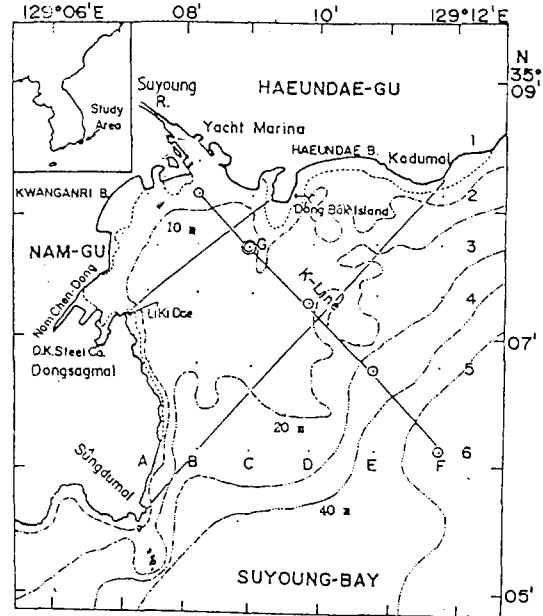 129°06'E
08'
10'
129°12'E
N
35°
09'
Study
Area
Suyoung
R.
HAEUNDAE-GU
Yacht Marina
HAEUNDAE B.
Kadumal
1
KWANGANRI B.
Dong Bäk Island
2
10 m
G
3
NAM-GU
K-Line
4
Nam Chen-Dong
LiKi Dae
07'
D.K.Steel Co.
Dongsagmal
5
20 m
Sungdumal
A
B
C
D
E
F
6
40 m
SUYOUNG-BAY
05'